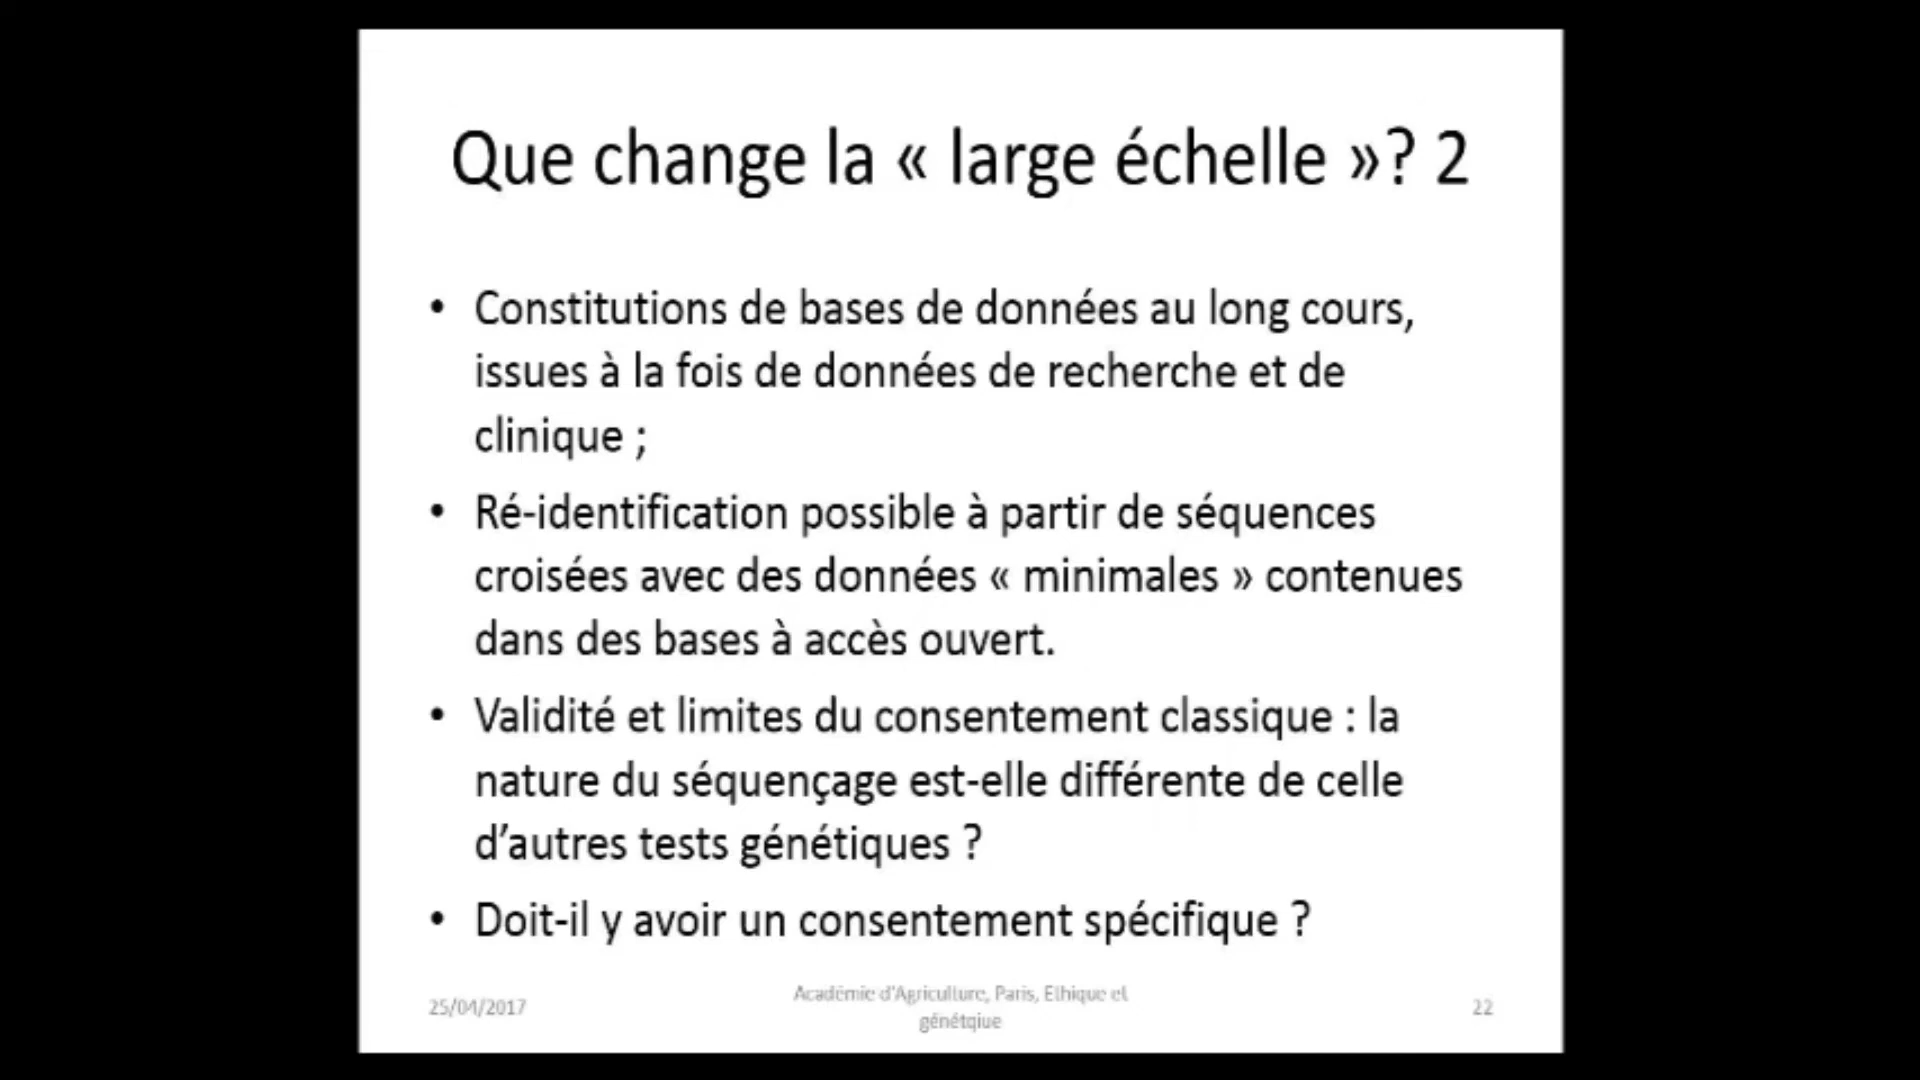 Que change la « large échelle »? 2
• Constitutions de bases de données au long cours,
issues à la fois de données de recherche et de
clinique ;
• Ré-identification possible à partir de séquences
croisées avec des données « minimales » contenues
dans des bases à accès ouvert.
• Validité et limites du consentement classique : la
nature du séquençage est-elle différente de celle
d’autres tests génétiques ?
• Doit-il y avoir un consentement spécifique ?
25/04/2017
Académie d'Agriculture, Paris, Ethique et
génétqiue
22